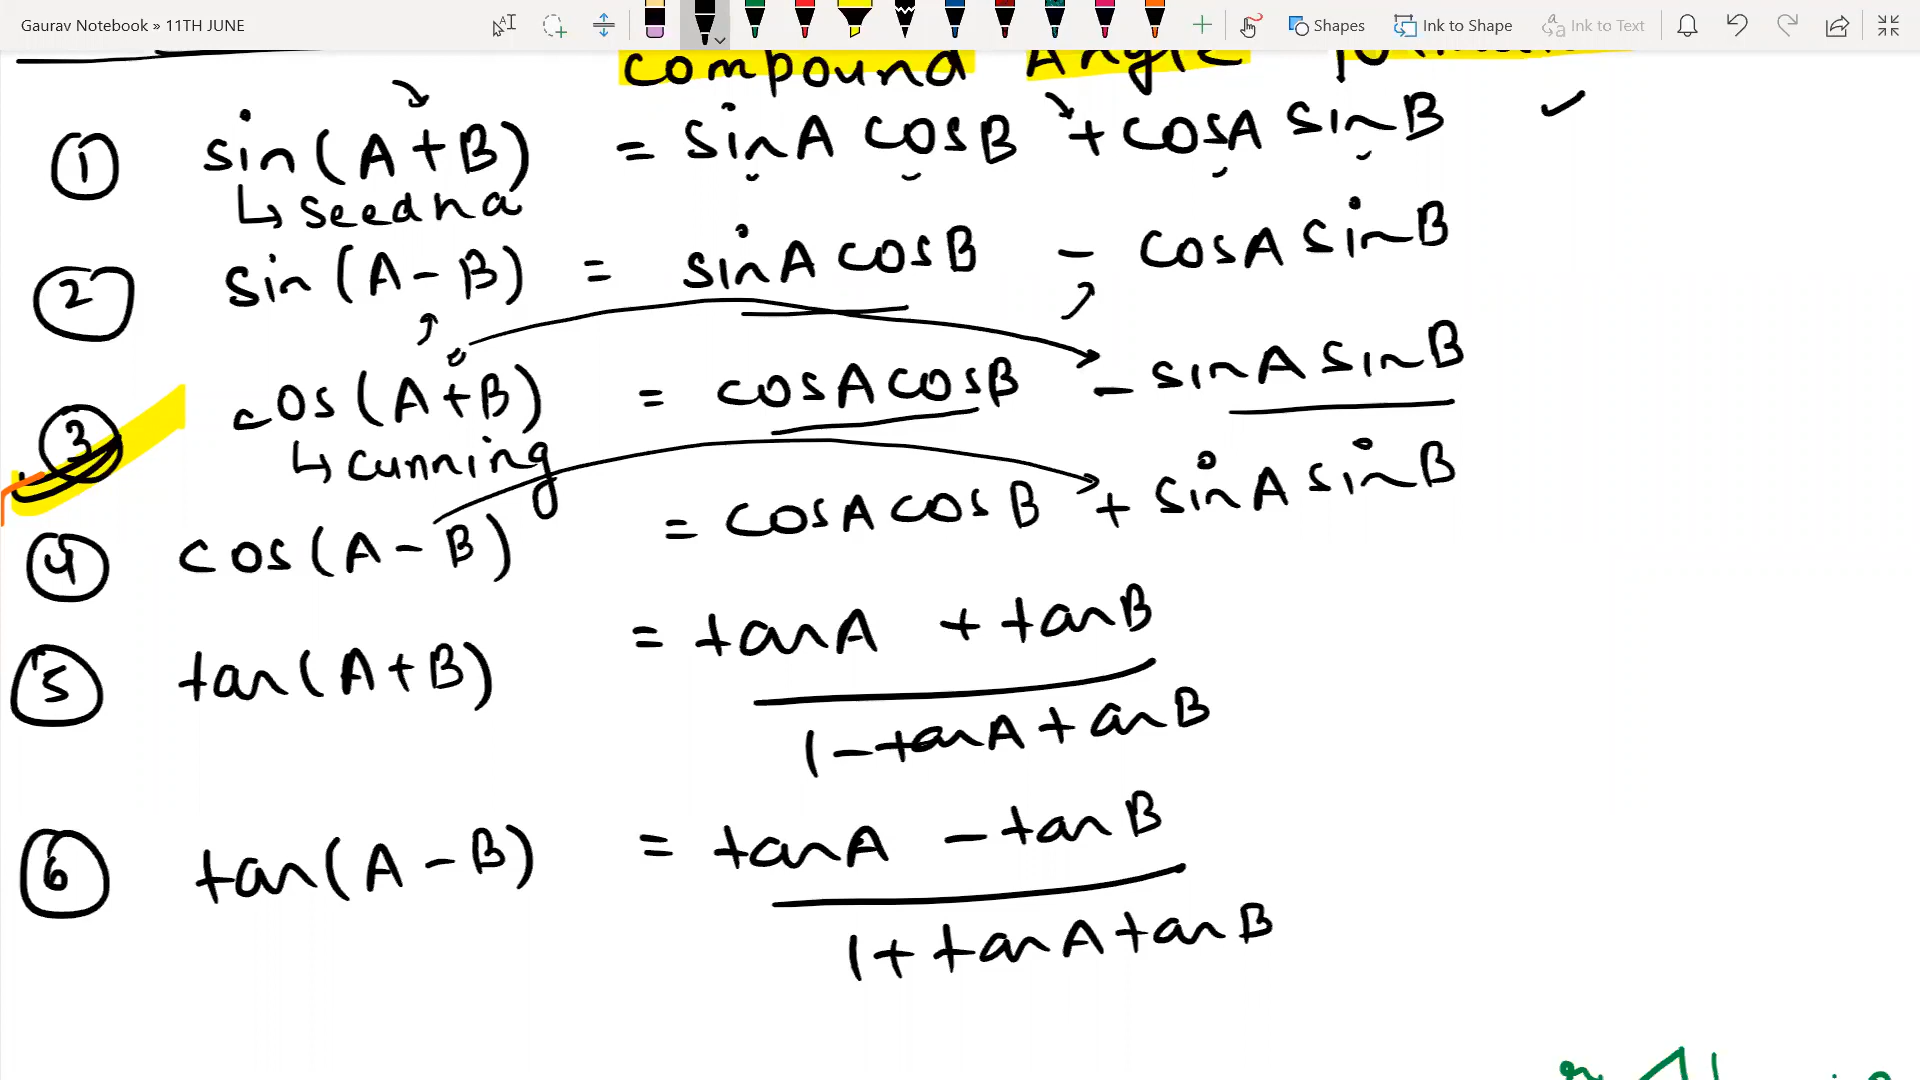 Gaurav Notebook » 11TH JUNE
Shapes Ink to Shape Ink to Text
Compound Angle
① sin(A+B) = sinA cosB + cosA sinB ✓
↳ seedha
② sin(A-B) = sinA cosB - cosA sinB
③ cos(A+B) = cosA cosB - sinA sinB
↳ cunning
④ cos(A-B) = cosA cosB + sinA sinB
⑤ tan(A+B) = tanA + tanB
1-tanA tanB
⑥ tan(A-B) = tanA - tanB
1+tanA tanB